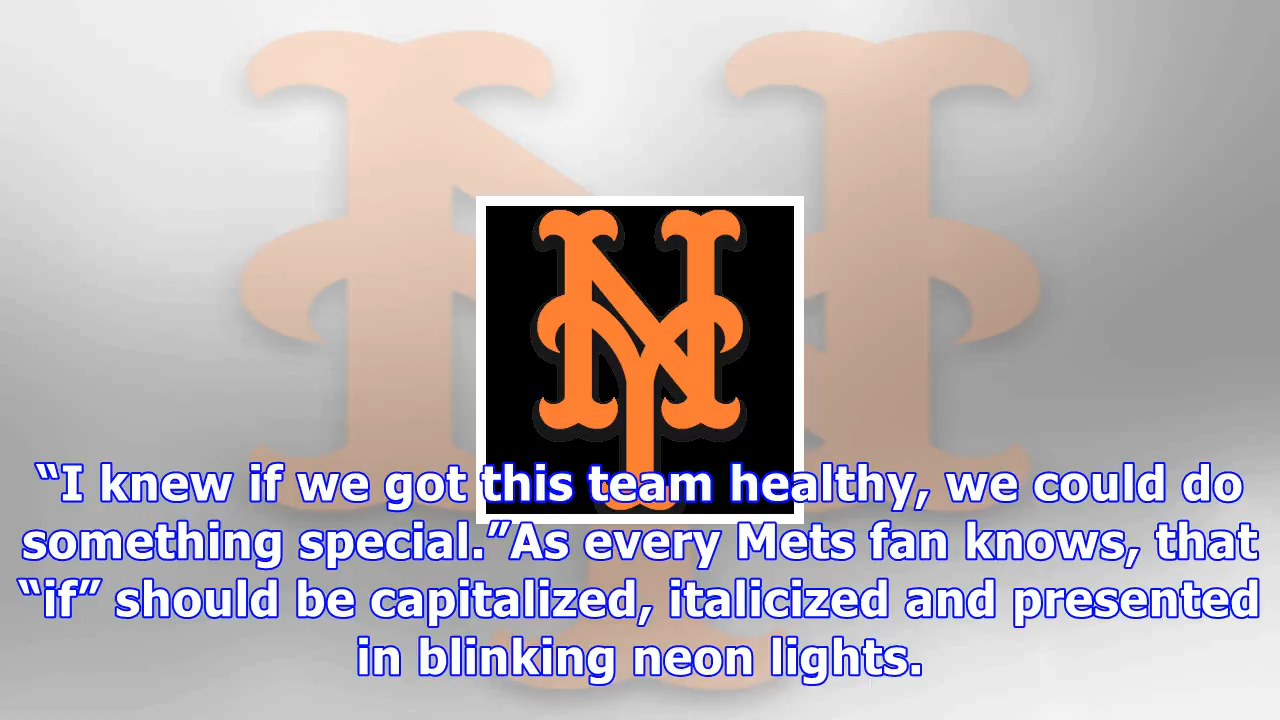 NY
“I knew if we got this team healthy, we could do
something special.”As every Mets fan knows, that
“if” should be capitalized, italicized and presented
in blinking neon lights.